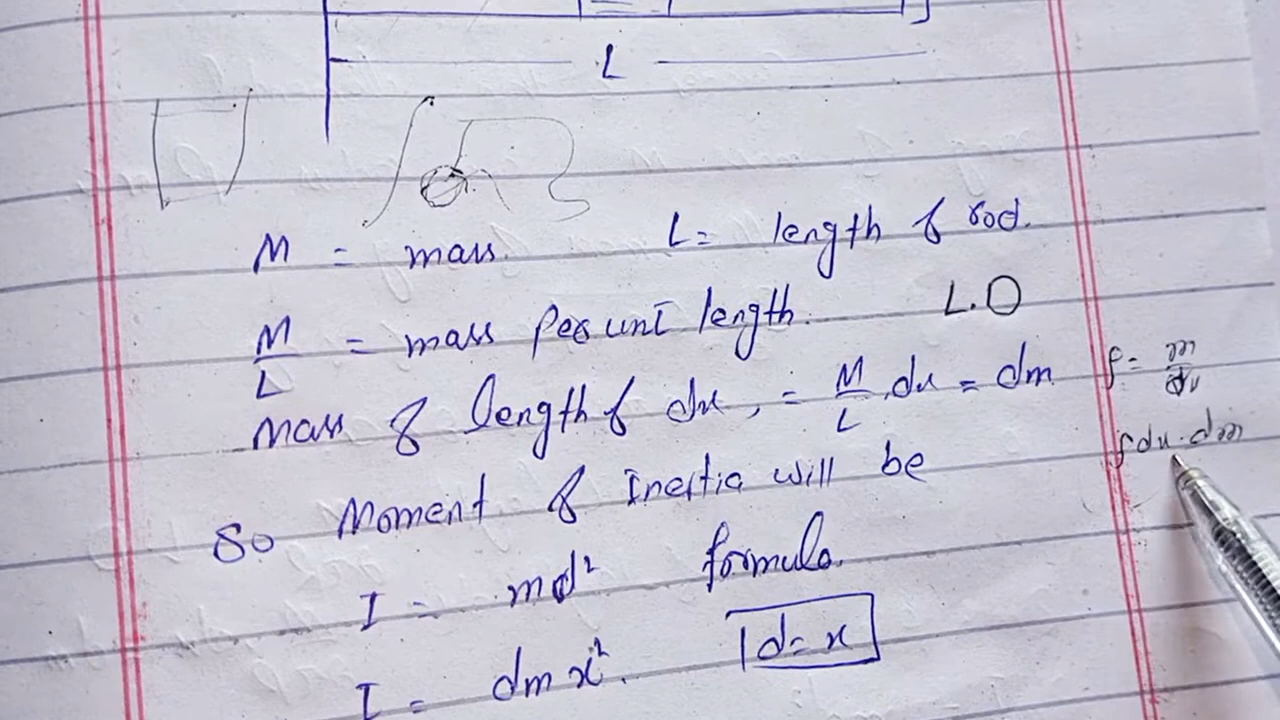 L
M = mass. L= length of rod.
M/L = mass per unit length. L.O
mass of length of dx, = M/L .dx = dm
f = m/dv
f dx. dm
So Moment of Inertia will be
I = md² formula.
I = dm x². d=x